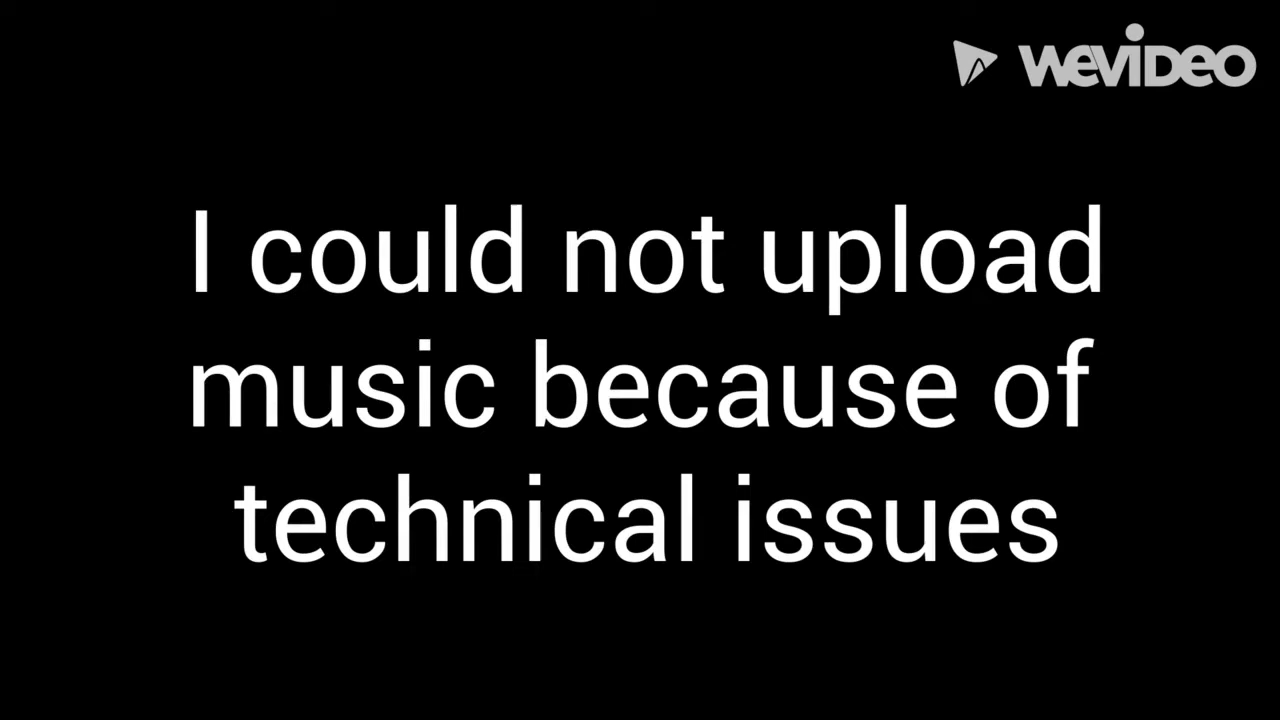 WEVIDEO
I could not upload
music because of
technical issues